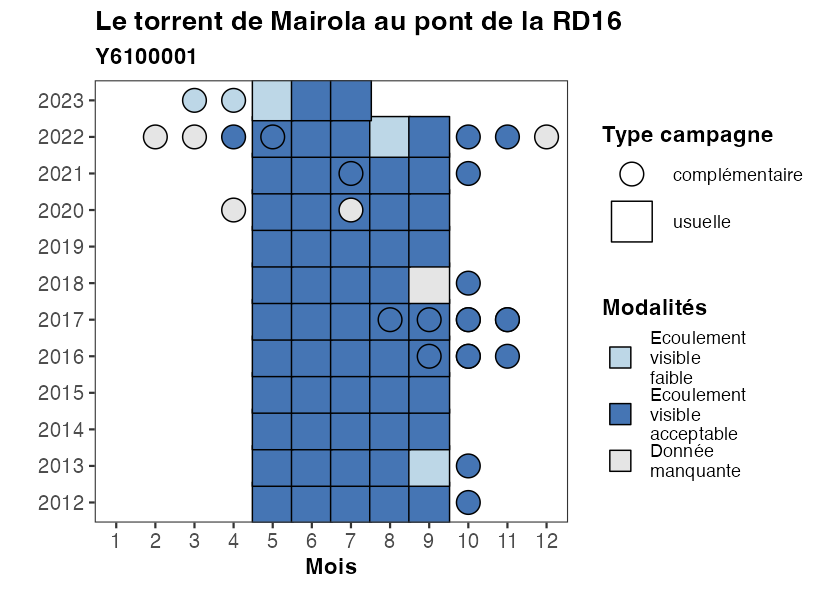 Le torrent de Mairola au pont de la RD16
Y6100001
2023
2022
2021
2020
2019
2018
2017
2016
2015
2014
2013
2012
1 2 3 4 5 6 7 8 9 10 11 12
Mois
Type campagne
complémentaire
usuelle
Modalités
Ecoulement
visible
faible
Ecoulement
visible
acceptable
Donnée
manquante